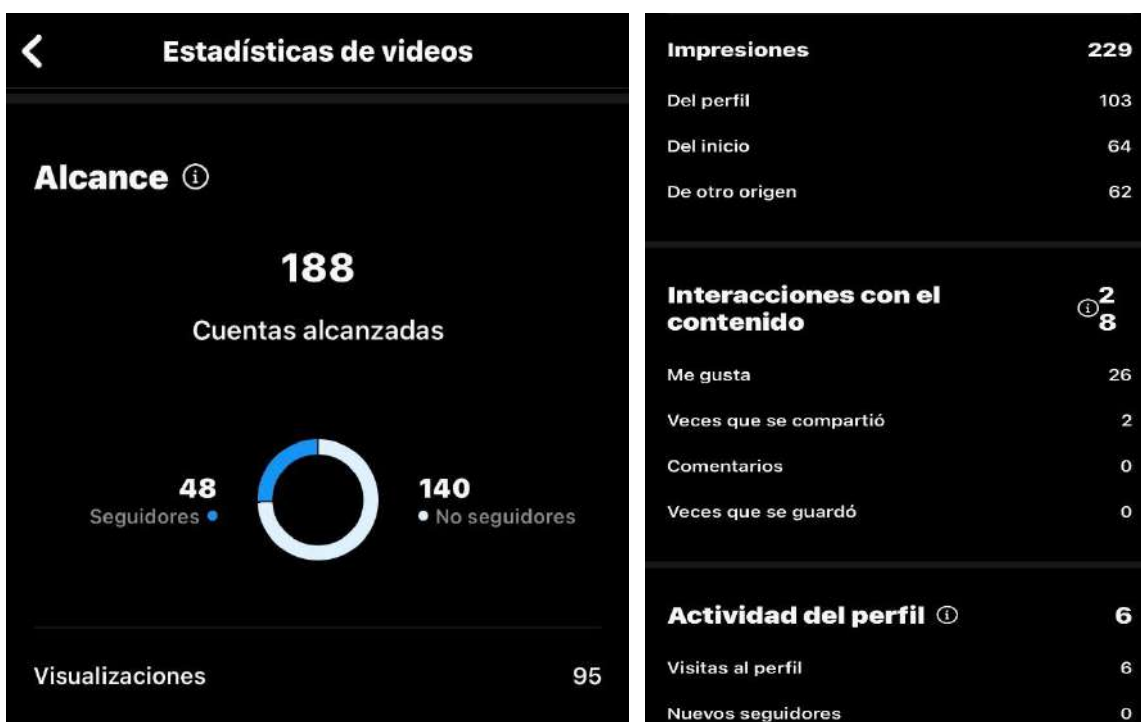 Estadísticas de videos
Alcance
188
Cuentas alcanzadas
48
Seguidores
140
No seguidores
Visualizaciones 95
Impresiones 229
Del perfil 103
Del inicio 64
De otro origen 62
Interacciones con el 2
contenido 8
Me gusta 26
Veces que se compartió 2
Comentarios 0
Veces que se guardó 0
Actividad del perfil 6
Visitas al perfil 6
Nuevos seguidores 0